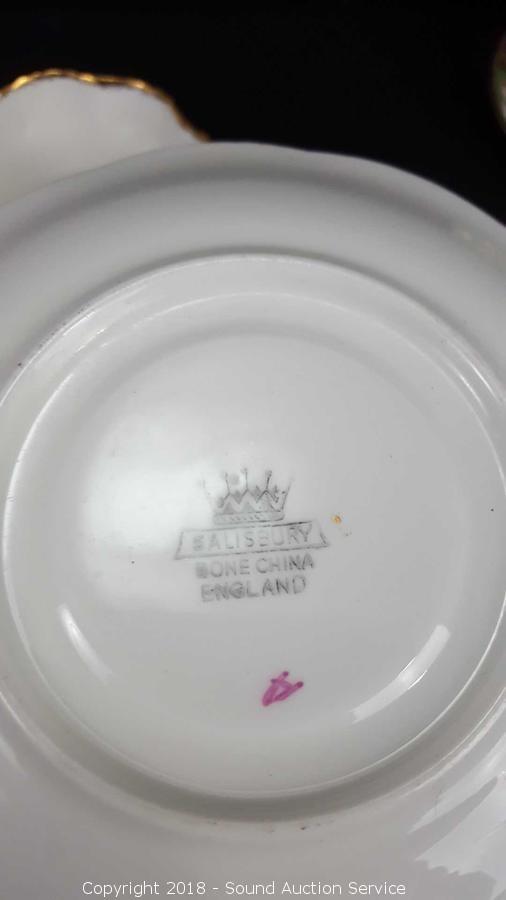 SALISBURY
BONE CHINA
ENGLAND
Copyright 2018 - Sound Auction Service